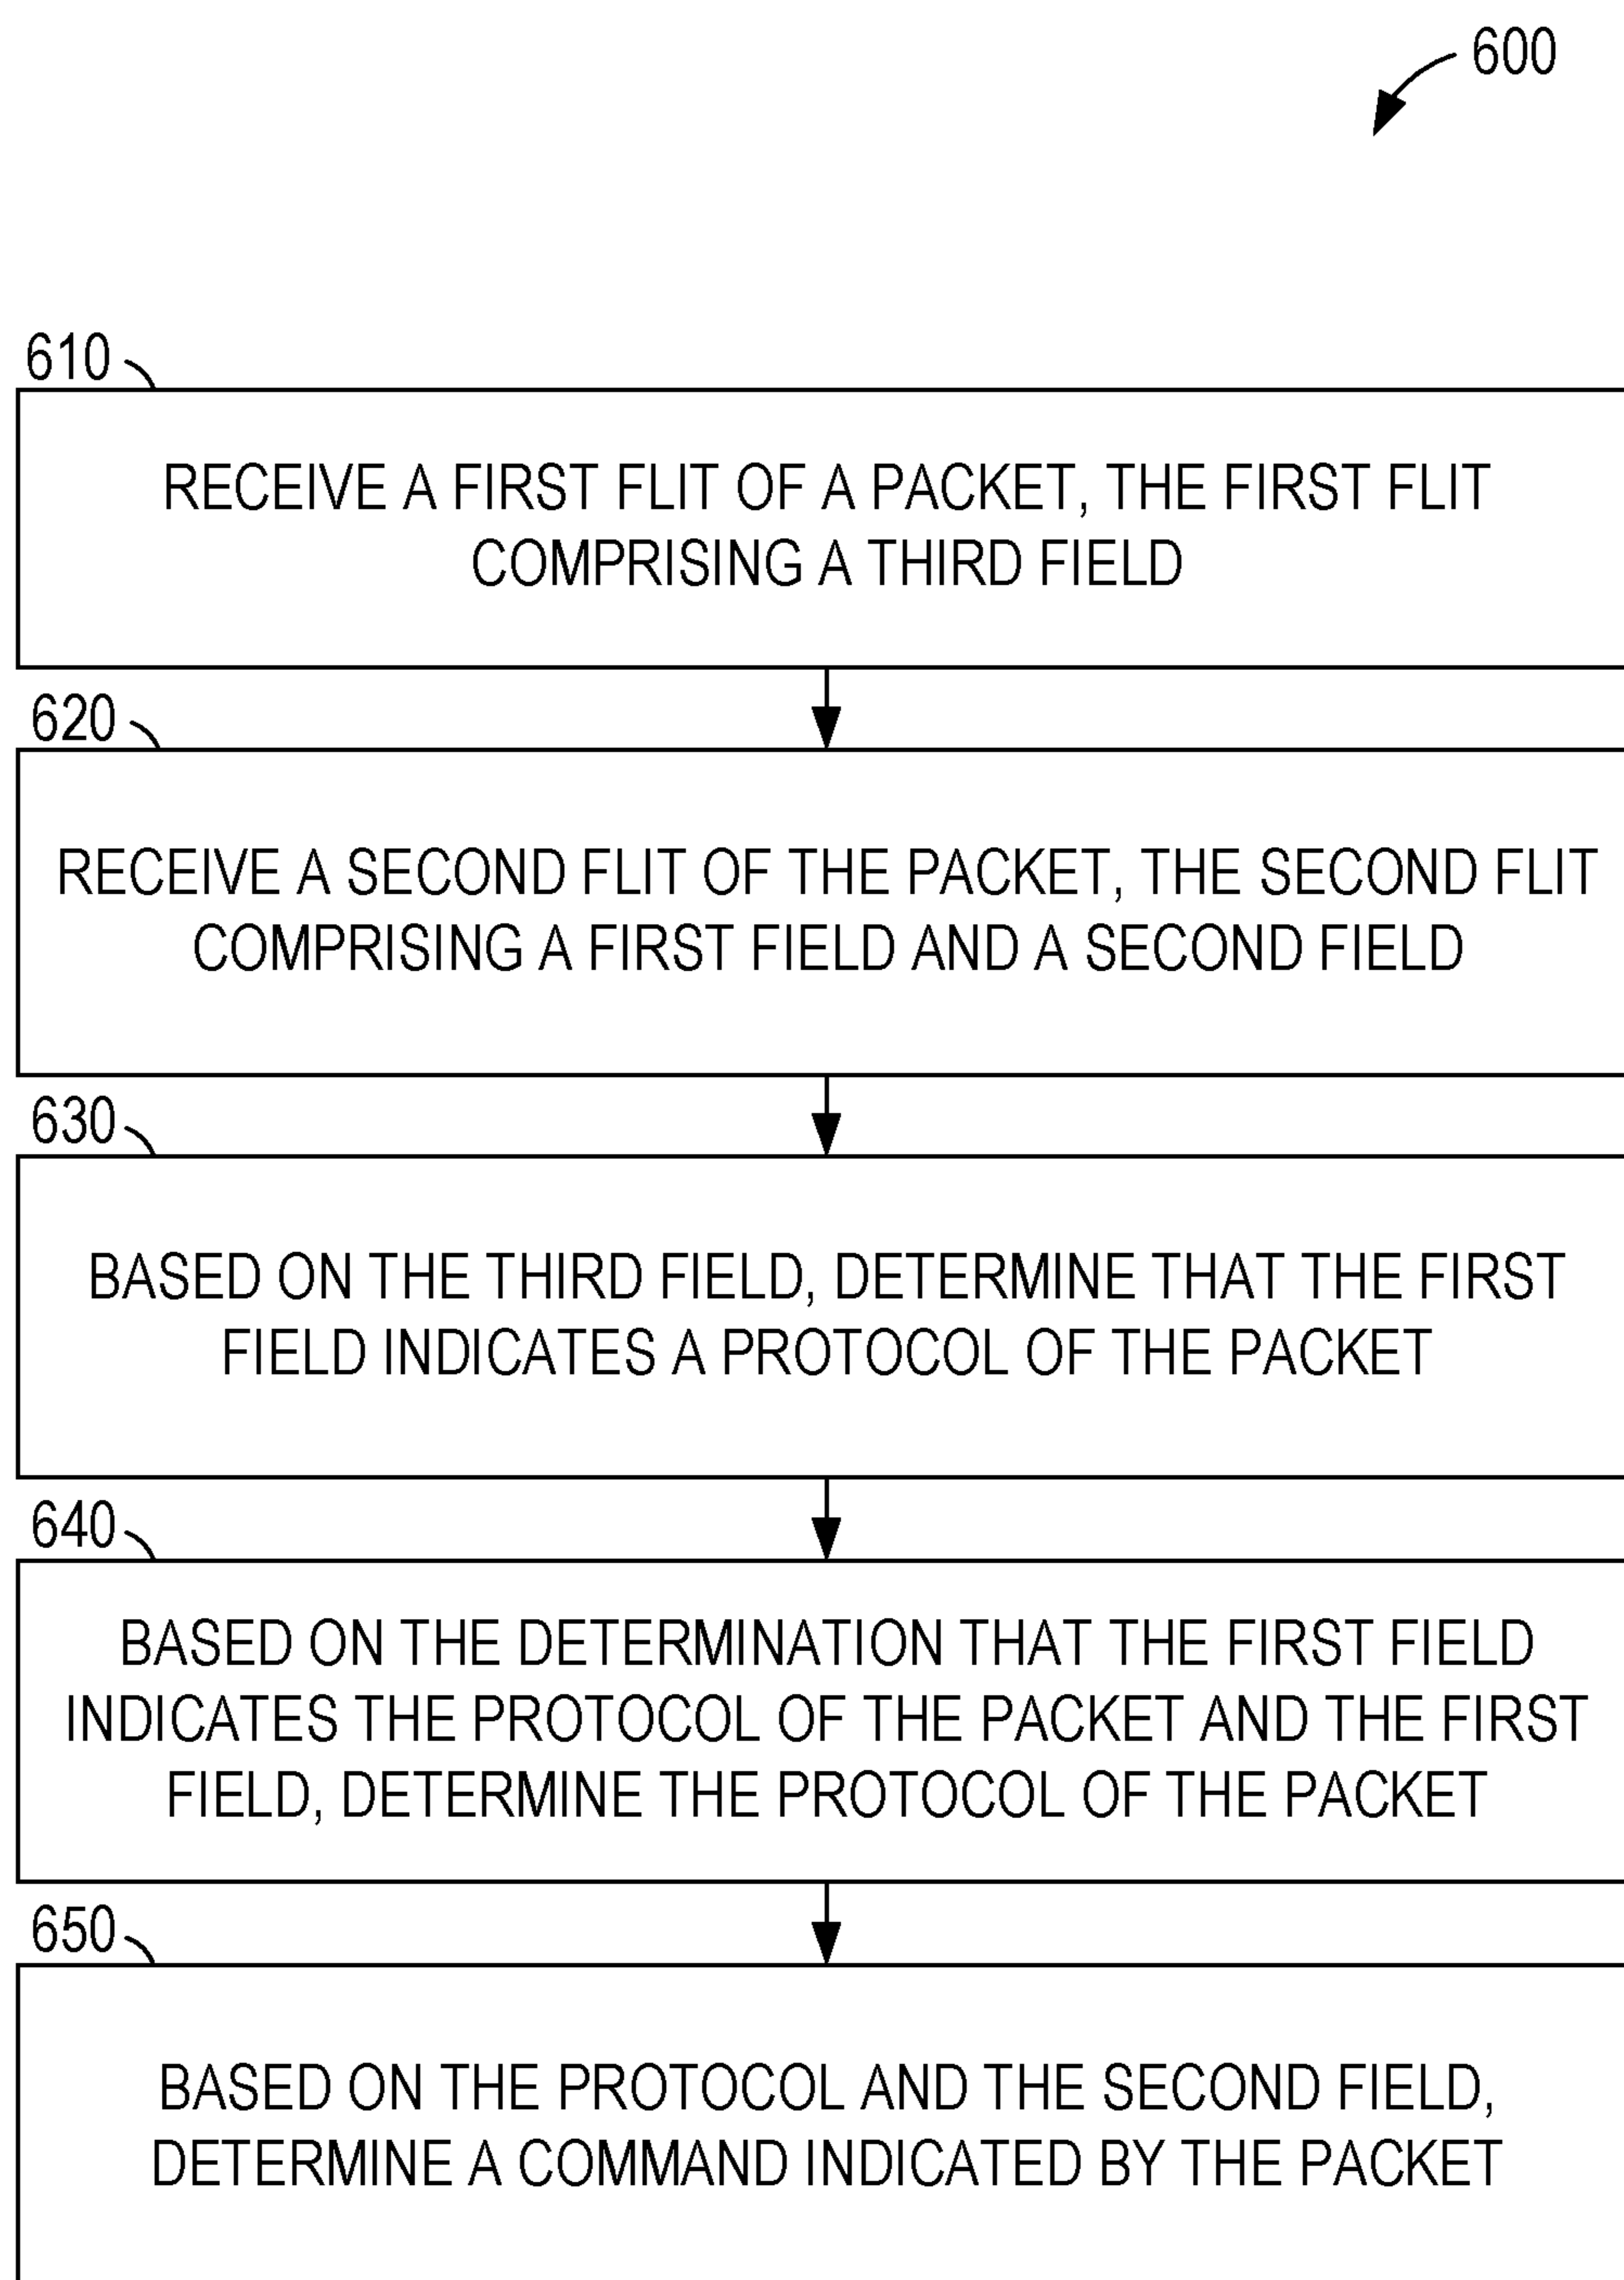 600
610
RECEIVE A FIRST FLIT OF A PACKET, THE FIRST FLIT
COMPRISING A THIRD FIELD
620
RECEIVE A SECOND FLIT OF THE PACKET, THE SECOND FLIT
COMPRISING A FIRST FIELD AND A SECOND FIELD
630
BASED ON THE THIRD FIELD, DETERMINE THAT THE FIRST
FIELD INDICATES A PROTOCOL OF THE PACKET
640
BASED ON THE DETERMINATION THAT THE FIRST FIELD
INDICATES THE PROTOCOL OF THE PACKET AND THE FIRST
FIELD, DETERMINE THE PROTOCOL OF THE PACKET
650
BASED ON THE PROTOCOL AND THE SECOND FIELD,
DETERMINE A COMMAND INDICATED BY THE PACKET